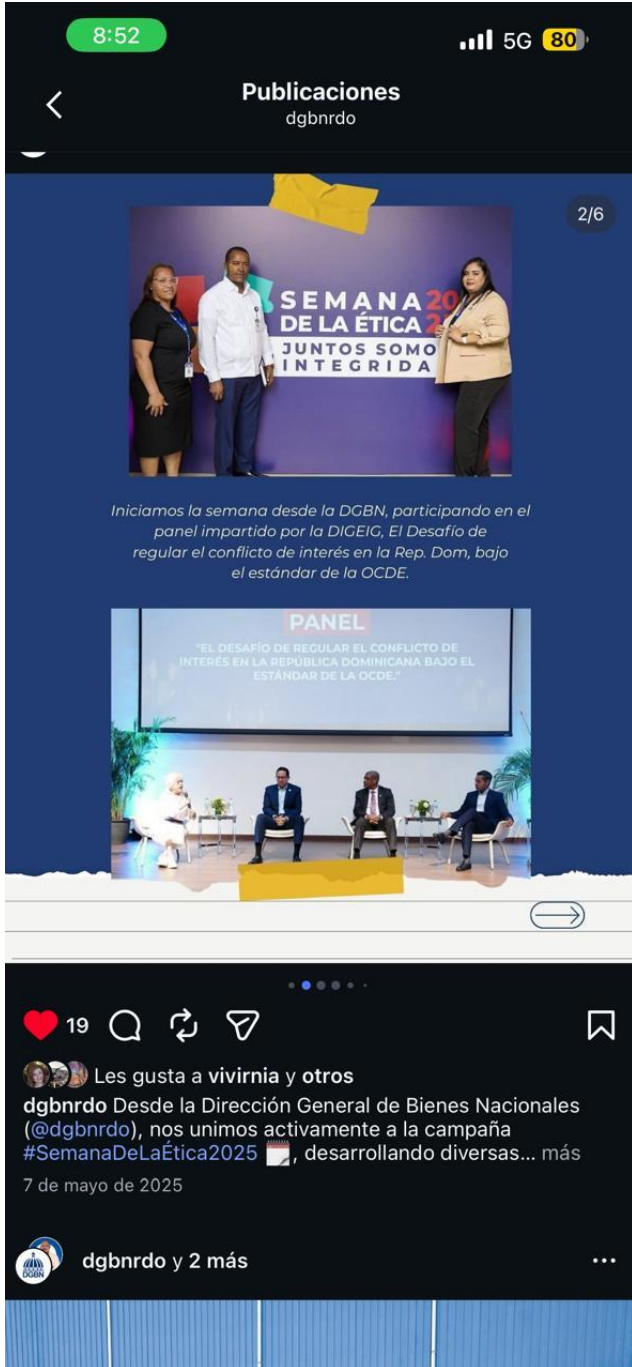 8:52
5G 80
Publicaciones
dgbnrdo
2/6
SEMANA 20
DE LA ÉTICA 2
JUNTOS SOMO
INTEGRIDA
Iniciamos la semana desde la DGBN, participando en el
panel impartido por la DIGEIG, El Desafío de
regular el conflicto de interés en la Rep. Dom, bajo
el estándar de la OCDE.
PANEL
"EL DESAFÍO DE REGULAR EL CONFLICTO DE
INTERÉS EN LA REPÚBLICA DOMINICANA BAJO EL
ESTÁNDAR DE LA OCDE."
19
Les gusta a vivirnia y otros
dgbnrdo Desde la Dirección General de Bienes Nacionales
(@dgbnrdo), nos unimos activamente a la campaña
#SemanaDeLaÉtica2025 🗓️, desarrollando diversas... más
7 de mayo de 2025
DGBN
dgbnrdo y 2 más